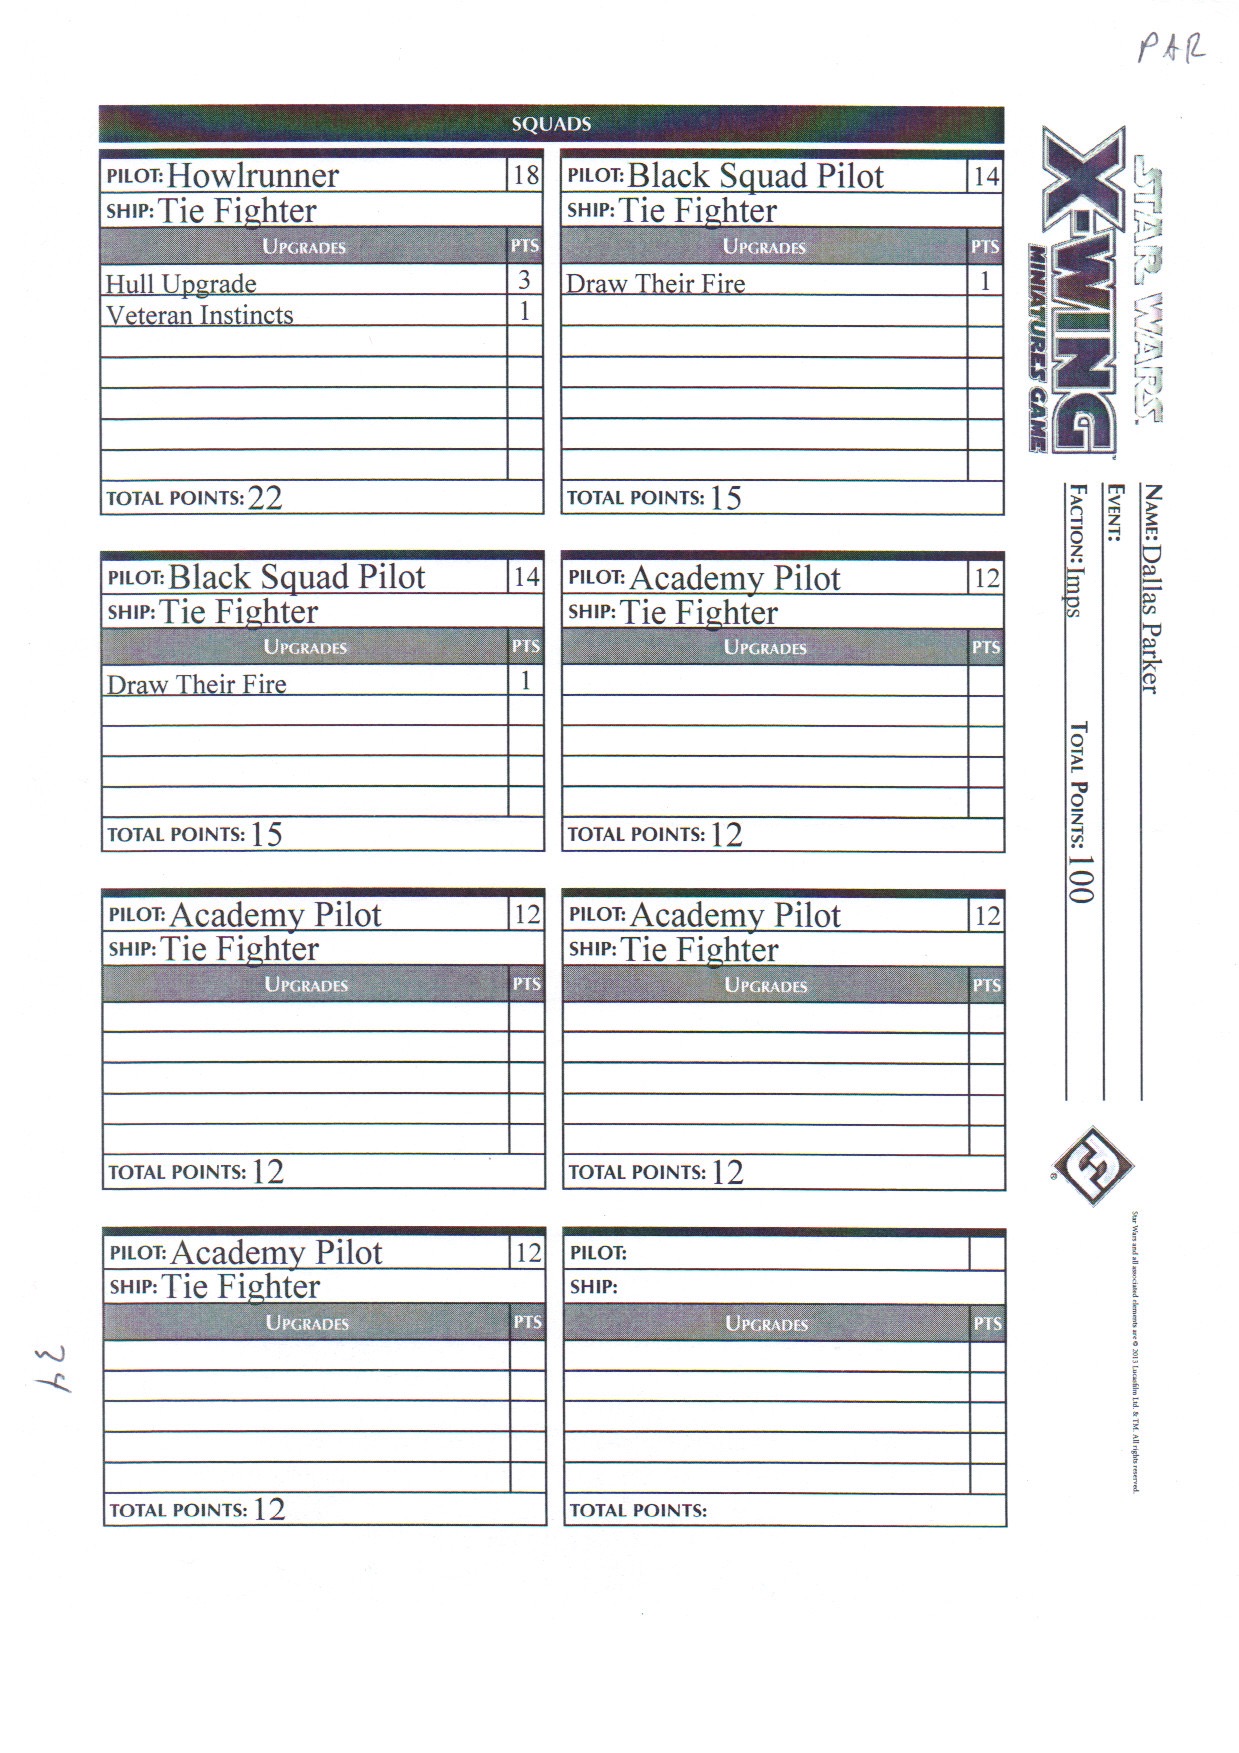 PAR
SQUADS
PILOT: Howlrunner 18
SHIP: Tie Fighter
UPGRADES PTS
Hull Upgrade 3
Veteran Instincts 1
TOTAL POINTS: 22
PILOT: Black Squad Pilot 14
SHIP: Tie Fighter
UPGRADES PTS
Draw Their Fire 1
TOTAL POINTS: 15
PILOT: Black Squad Pilot 14
SHIP: Tie Fighter
UPGRADES PTS
Draw Their Fire 1
TOTAL POINTS: 15
PILOT: Academy Pilot 12
SHIP: Tie Fighter
UPGRADES PTS
TOTAL POINTS: 12
PILOT: Academy Pilot 12
SHIP: Tie Fighter
UPGRADES PTS
TOTAL POINTS: 12
PILOT: Academy Pilot 12
SHIP: Tie Fighter
UPGRADES PTS
TOTAL POINTS: 12
PILOT: Academy Pilot 12
SHIP: Tie Fighter
UPGRADES PTS
TOTAL POINTS: 12
PILOT:
SHIP:
UPGRADES PTS
TOTAL POINTS:
STAR WARS™
X-WING™
MINIATURES GAME
NAME: Dallas Parker
EVENT:
FACTION: Imps TOTAL POINTS: 100
®
Star Wars and all associated elements are © 2013 Lucasfilm Ltd. & TM. All rights reserved.
34